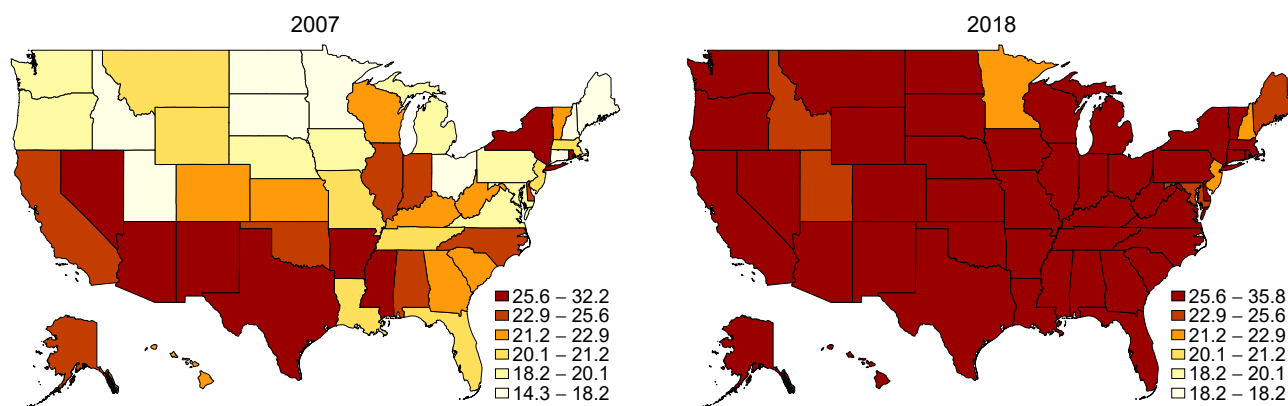 2007
25.6 – 32.2
22.9 – 25.6
21.2 – 22.9
20.1 – 21.2
18.2 – 20.1
14.3 – 18.2
2018
25.6 – 35.8
22.9 – 25.6
21.2 – 22.9
20.1 – 21.2
18.2 – 20.1
18.2 – 18.2